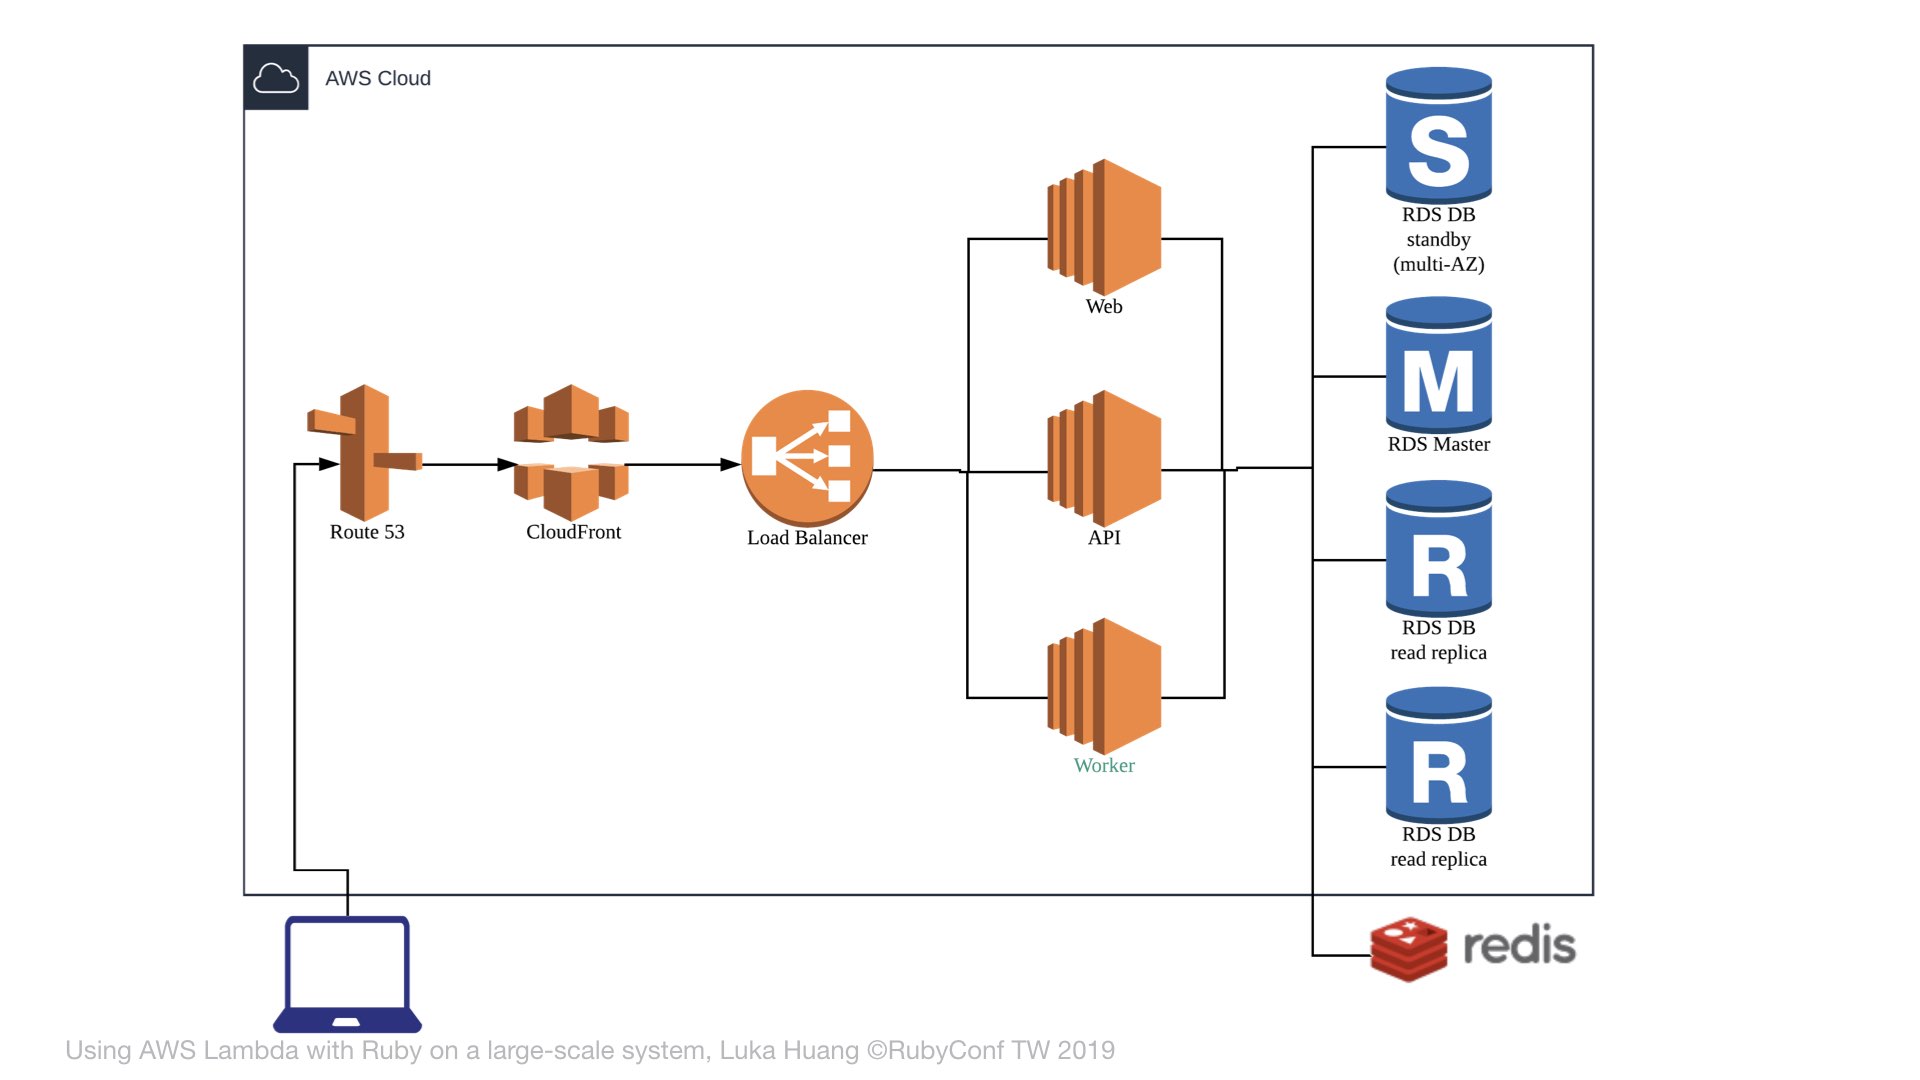 AWS Cloud
S
RDS DB
standby
(multi-AZ)
Web
M
RDS Master
Route 53
CloudFront
Load Balancer
API
R
RDS DB
read replica
Worker
R
RDS DB
read replica
redis
Using AWS Lambda with Ruby on a large-scale system, Luka Huang ©RubyConf TW 2019